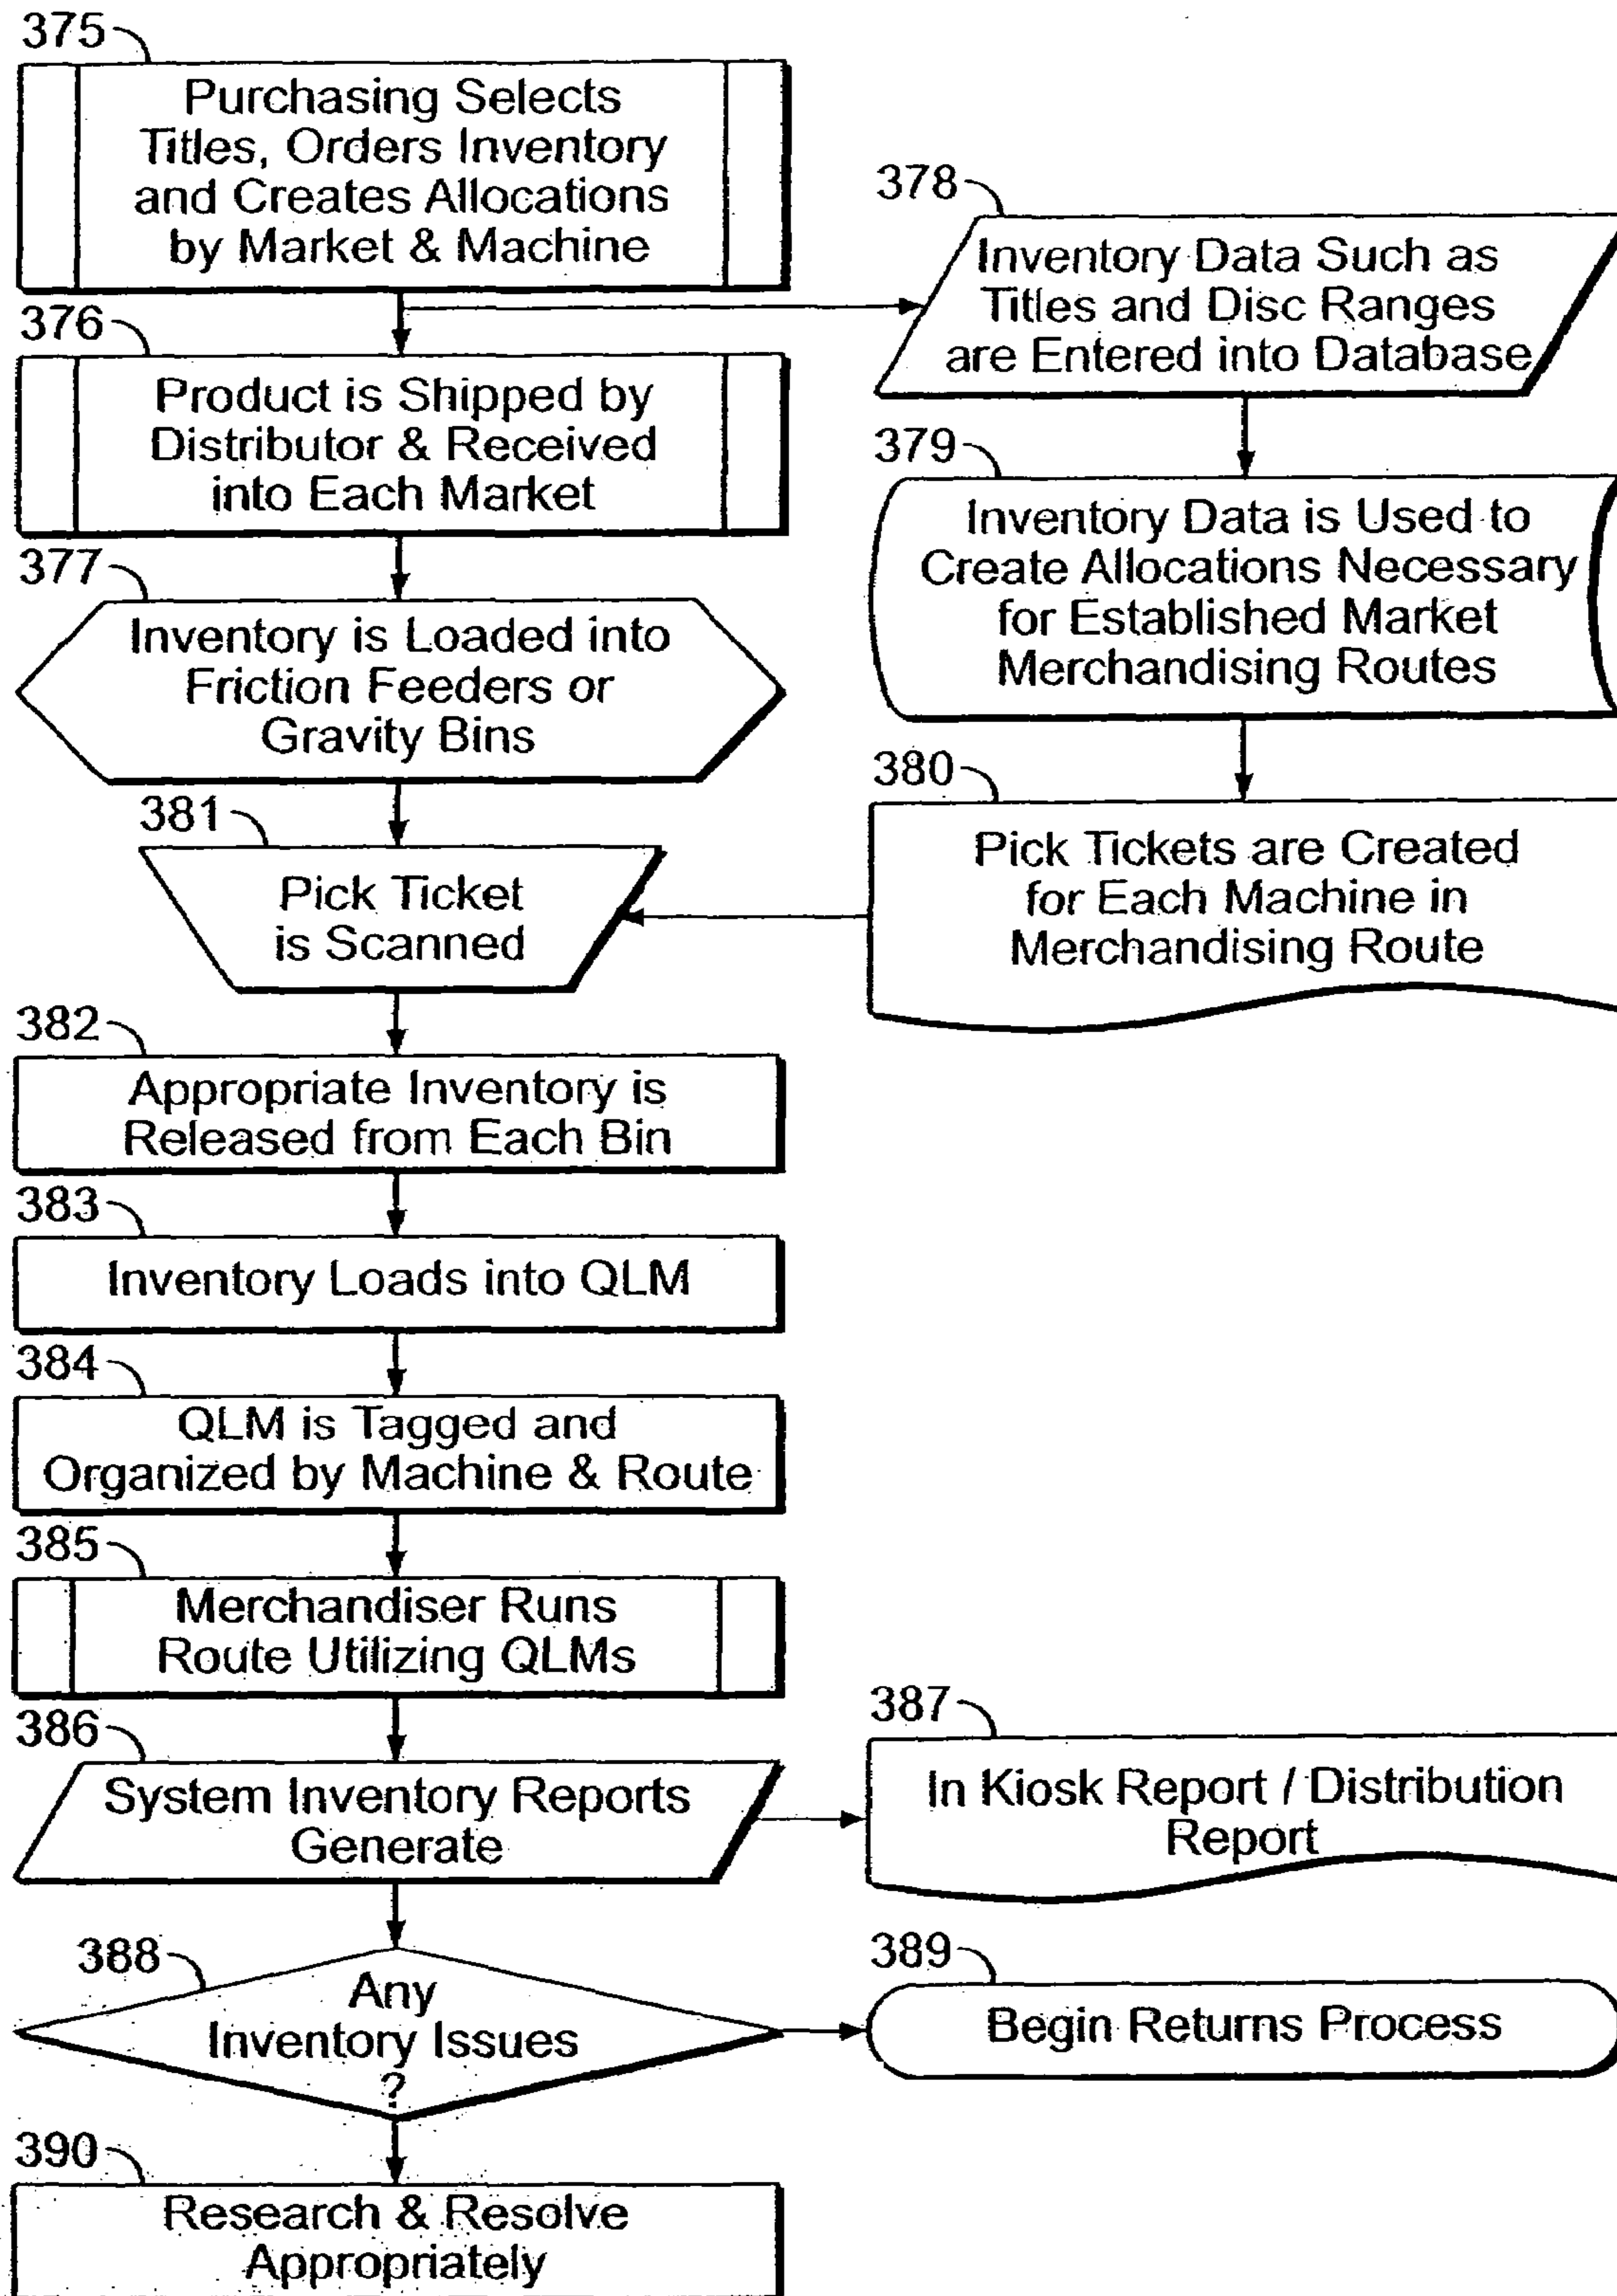 375
Purchasing Selects
Titles, Orders Inventory
and Creates Allocations
by Market & Machine
376
Product is Shipped by
Distributor & Received
into Each Market
377
Inventory is Loaded into
Friction Feeders or
Gravity Bins
378
Inventory Data Such as
Titles and Disc Ranges
are Entered into Database
379
Inventory Data is Used to
Create Allocations Necessary
for Established Market
Merchandising Routes
380
Pick Tickets are Created
for Each Machine in
Merchandising Route
381
Pick Ticket
is Scanned
382
Appropriate Inventory is
Released from Each Bin
383
Inventory Loads into QLM
384
QLM is Tagged and
Organized by Machine & Route
385
Merchandiser Runs
Route Utilizing QLMs
386
System Inventory Reports
Generate
387
In Kiosk Report / Distribution
Report
388
Any
Inventory Issues
?
389
Begin Returns Process
390
Research & Resolve
Appropriately